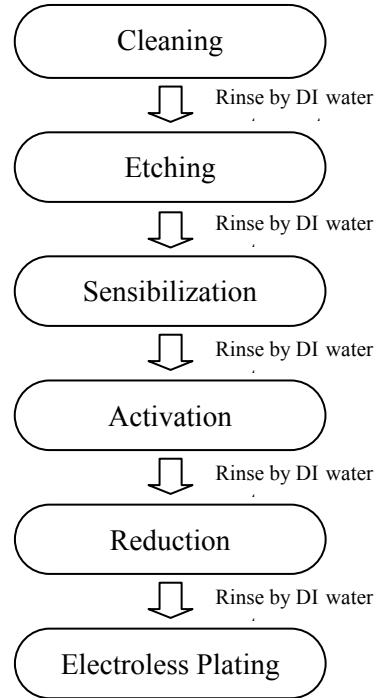 Cleaning
Rinse by DI water
Etching
Rinse by DI water
Sensibilization
Rinse by DI water
Activation
Rinse by DI water
Reduction
Rinse by DI water
Electroless Plating